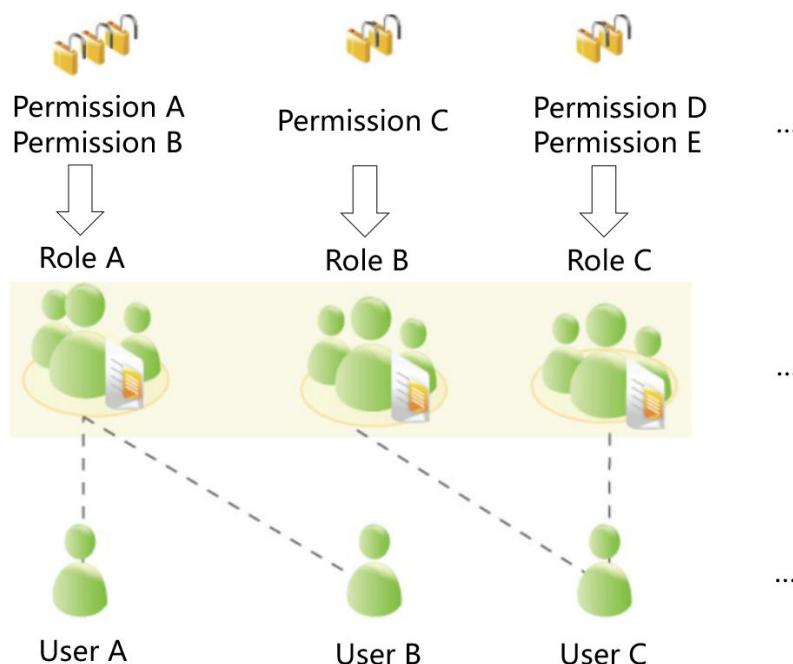 Permission A
Permission B
Permission C
Permission D
Permission E
...
Role A
Role B
Role C
...
...
User A
User B
User C